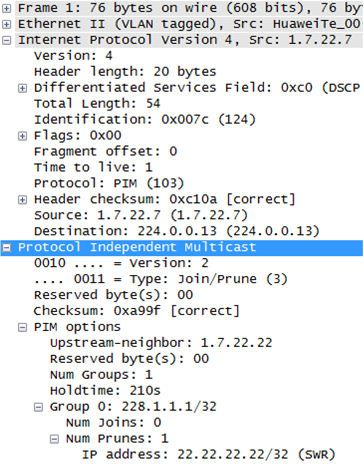 Frame 1: 76 bytes on wire (608 bits), 76 by
Ethernet II (VLAN tagged), Src: HuaweiTe_00
Internet Protocol Version 4, Src: 1.7.22.7
Version: 4
Header length: 20 bytes
Differentiated Services Field: 0xc0 (DSCP
Total Length: 54
Identification: 0x007c (124)
Flags: 0x00
Fragment offset: 0
Time to live: 1
Protocol: PIM (103)
Header checksum: 0xc10a [correct]
Source: 1.7.22.7 (1.7.22.7)
Destination: 224.0.0.13 (224.0.0.13)
Protocol Independent Multicast
0010 .... = Version: 2
.... 0011 = Type: Join/Prune (3)
Reserved byte(s): 00
Checksum: 0xa99f [correct]
PIM options
Upstream-neighbor: 1.7.22.22
Reserved byte(s): 00
Num Groups: 1
Holdtime: 210s
Group 0: 228.1.1.1/32
Num Joins: 0
Num Prunes: 1
IP address: 22.22.22.22/32 (SWR)